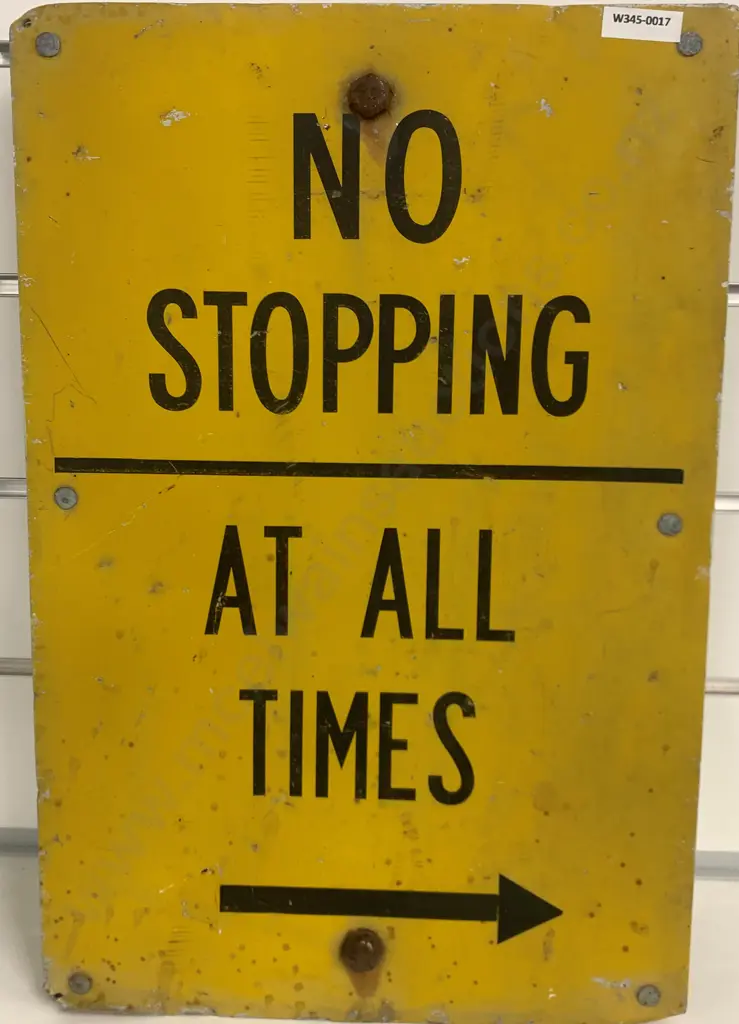 W345-0017
NO
STOPPING
AT ALL
TIMES